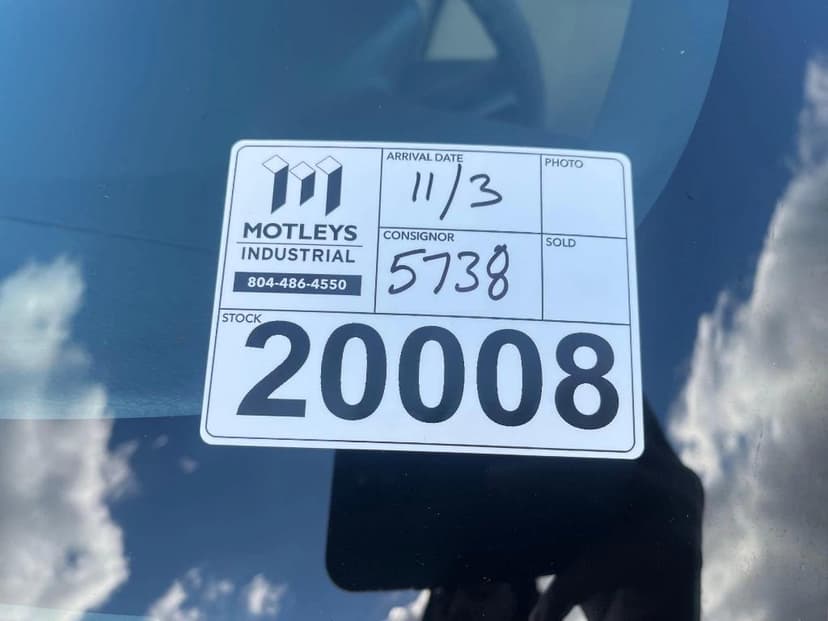 MOTLEYS
INDUSTRIAL
804-486-4550
ARRIVAL DATE
11/3
PHOTO
CONSIGNOR
5738
SOLD
STOCK
20008